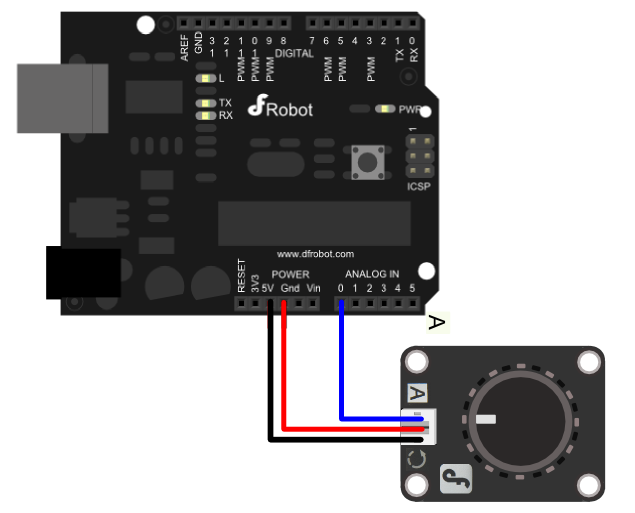 AREF
GND
13
12
11
10
9
8
7
6
5
4
3
2
1
0
PWM
PWM
PWM
PWM
PWM
PWM
TX
RX
DIGITAL
L
TX
RX
DFRobot
PWR
1
ICSP
www.dfrobot.com
RESET
3V3
POWER
5V Gnd Vin
ANALOG IN
0 1 2 3 4 5
A
A